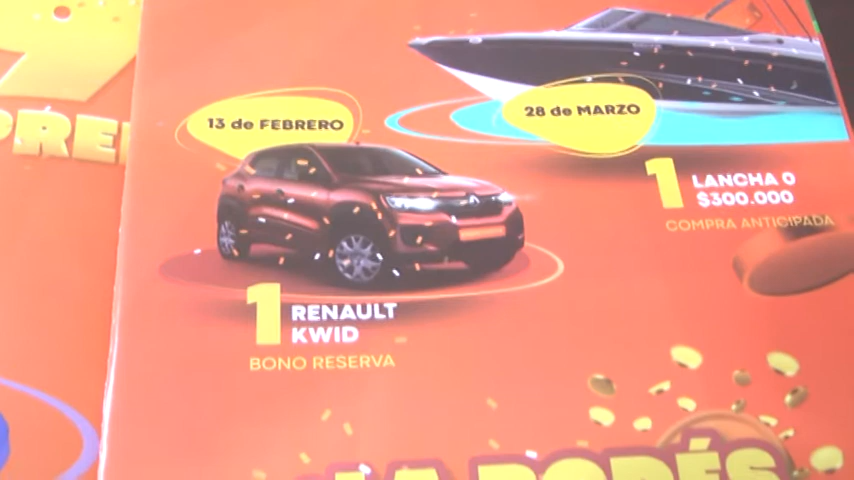 13 de FEBRERO
28 de MARZO
1 LANCHA O
$300.000
COMPRA ANTICIPADA
1 RENAULT
KWID
BONO RESERVA